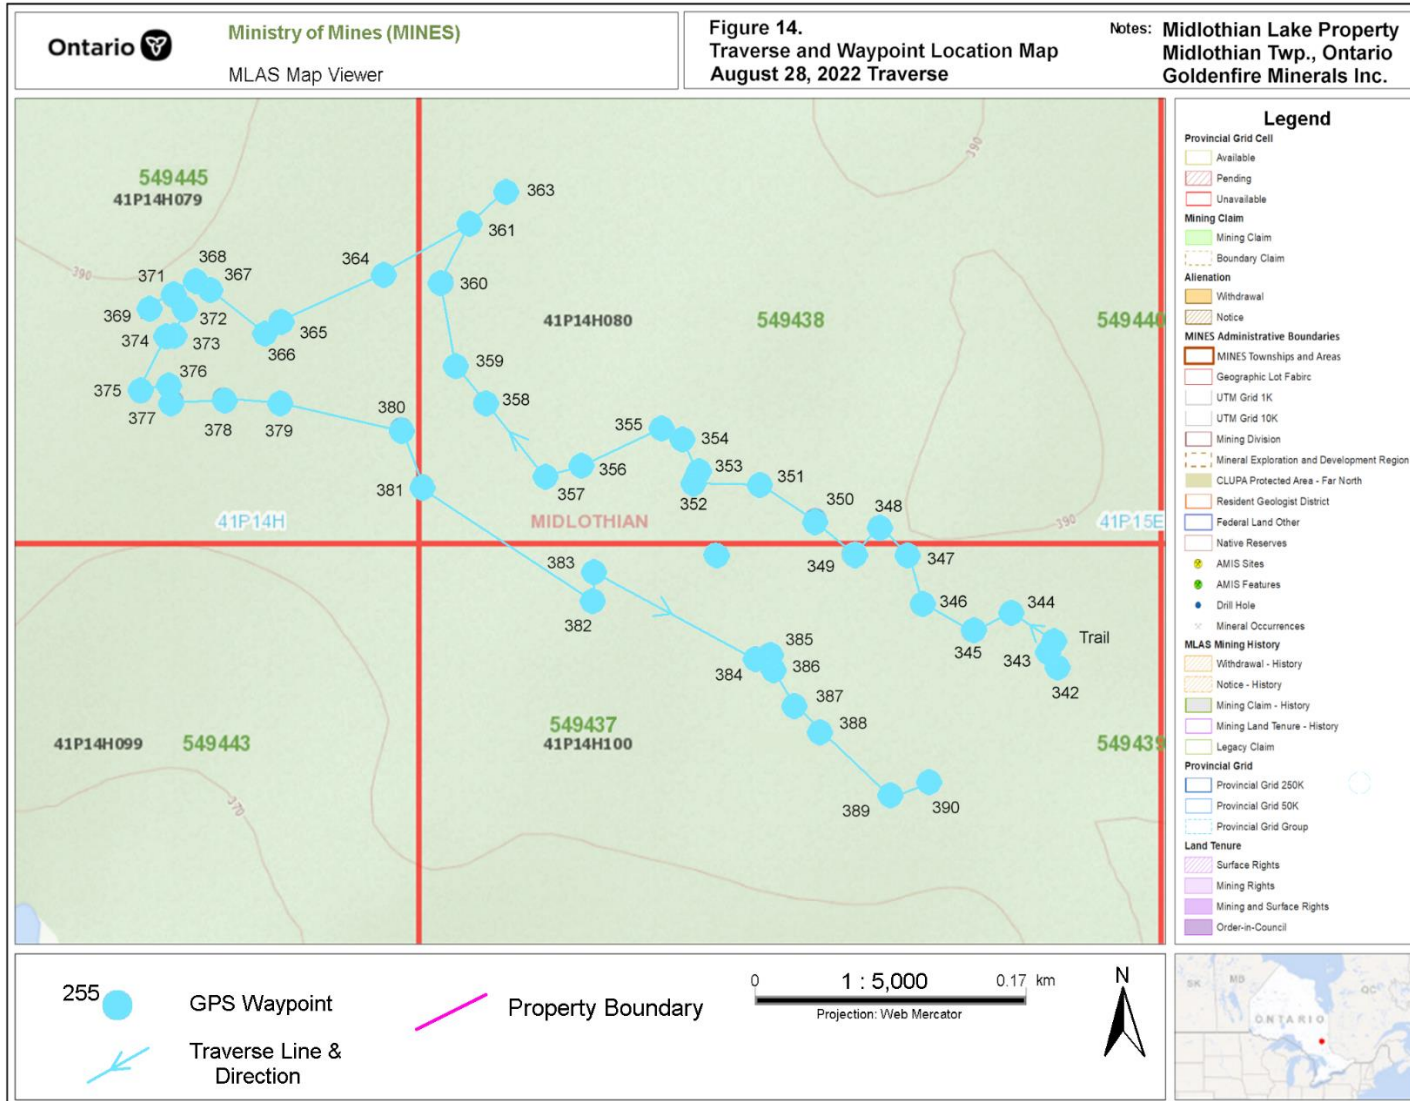 Ontario
Ministry of Mines (MINES)
MLAS Map Viewer
Figure 14.
Traverse and Waypoint Location Map
August 28, 2022 Traverse
Notes: Midlothian Lake Property
Midlothian Twp., Ontario
Goldenfire Minerals Inc.
390
549445
41P14H079
363
361
368
364
390
371
367
360
369
372
365
41P14H080
549438
549440
374
373
366
359
376
375
358
377
378
379
380
355
354
353
356
351
381
357
352
350
348
41P14H
MIDLOTHIAN
390
41P15E
349
347
383
346
344
382
Trail
385
345
343
384
386
342
387
549437
388
41P14H099
549443
41P14H100
549439
370
389
390
Legend
Provincial Grid Cell
Available
Pending
Unavailable
Mining Claim
Mining Claim
Boundary Claim
Alienation
Withdrawal
Notice
MINES Administrative Boundaries
MINES Townships and Areas
Geographic Lot Fabirc
UTM Grid 1K
UTM Grid 10K
Mining Division
Mineral Exploration and Development Region
CLUPA Protected Area - Far North
Resident Geologist District
Federal Land Other
Native Reserves
AMIS Sites
AMIS Features
Drill Hole
Mineral Occurrences
MLAS Mining History
Withdrawal - History
Notice - History
Mining Claim - History
Mining Land Tenure - History
Legacy Claim
Provincial Grid
Provincial Grid 250K
Provincial Grid 50K
Provincial Grid Group
Land Tenure
Surface Rights
Mining Rights
Mining and Surface Rights
Order-in-Council
255
GPS Waypoint
Traverse Line &
Direction
Property Boundary
0 1 : 5,000 0.17 km
Projection: Web Mercator
N
SK
MB
ONTARIO
QC